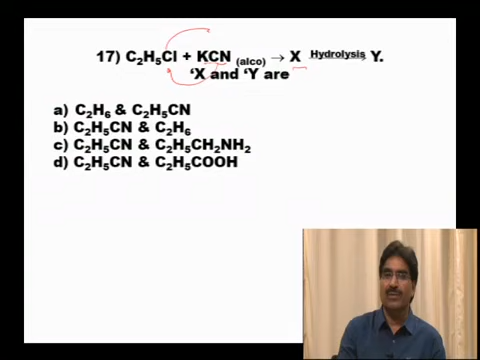 17) C₂H₅Cl + KCN (alco) → X Hydrolysis Y.
'X and 'Y are
a) C₂H₆ & C₂H₅CN
b) C₂H₅CN & C₂H₆
c) C₂H₅CN & C₂H₅CH₂NH₂
d) C₂H₅CN & C₂H₅COOH